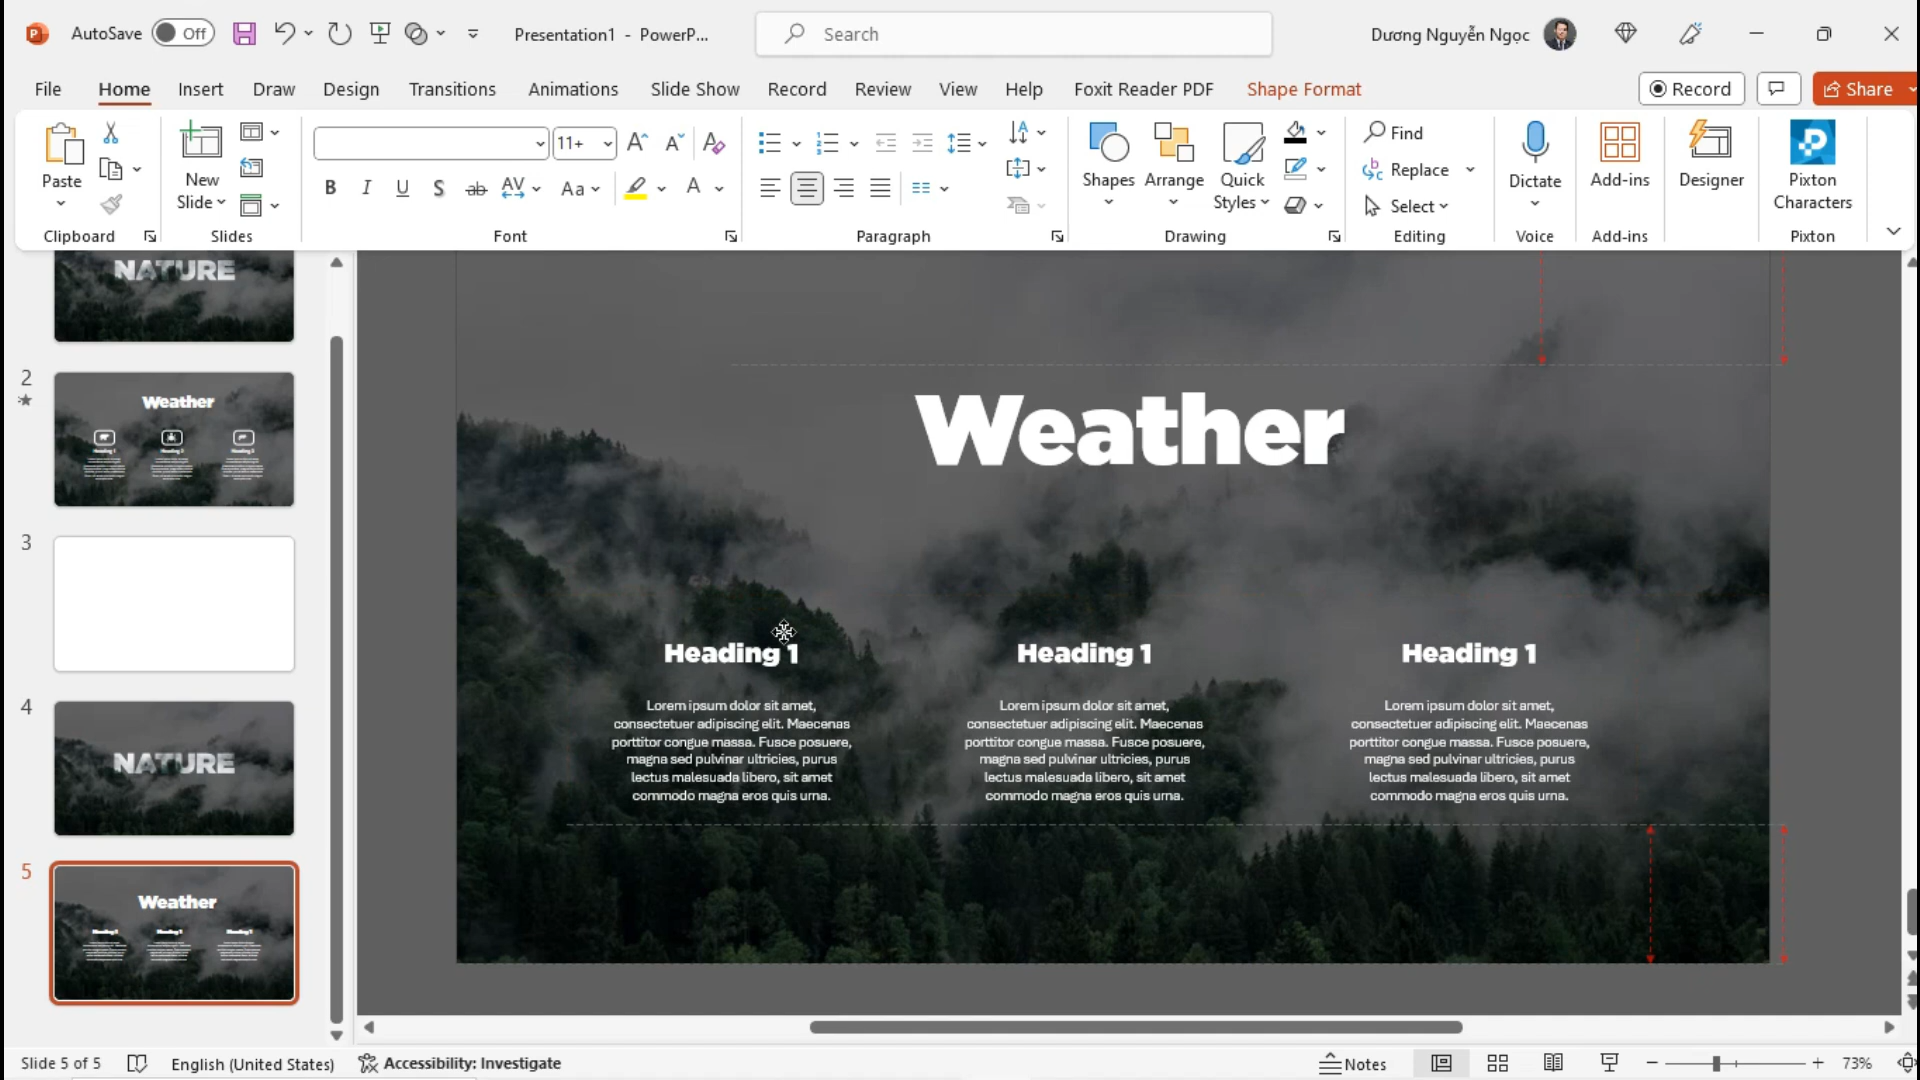 AutoSave Off Presentation1 - PowerP... Search Dương Nguyễn Ngọc
File Home Insert Draw Design Transitions Animations Slide Show Record Review View Help Foxit Reader PDF Shape Format Record Share
Paste
New
Slide
11+
B I U S ab AV Aa A
Shapes
Arrange
Quick
Styles
Find
Replace
Select
Dictate
Add-ins
Designer
Pixton
Characters
Clipboard Slides Font Paragraph Drawing Editing Voice Add-ins Pixton
NATURE
2
Weather
Heading 1
3
4
NATURE
5
Weather
Weather
Heading 1
Lorem ipsum dolor sit amet,
consectetuer adipiscing elit. Maecenas
porttitor congue massa. Fusce posuere,
magna sed pulvinar ultricies, purus
lectus malesuada libero, sit amet
commodo magna eros quis urna.
Heading 1
Lorem ipsum dolor sit amet,
consectetuer adipiscing elit. Maecenas
porttitor congue massa. Fusce posuere,
magna sed pulvinar ultricies, purus
lectus malesuada libero, sit amet
commodo magna eros quis urna.
Heading 1
Lorem ipsum dolor sit amet,
consectetuer adipiscing elit. Maecenas
porttitor congue massa. Fusce posuere,
magna sed pulvinar ultricies, purus
lectus malesuada libero, sit amet
commodo magna eros quis urna.
Slide 5 of 5 English (United States) Accessibility: Investigate Notes 73%